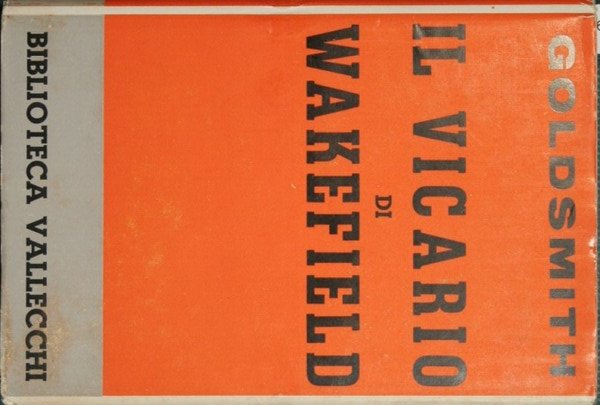 GOLDSMITH
IL VICARIO
DI
WAKEFIELD
BIBLIOTECA VALLECCHI